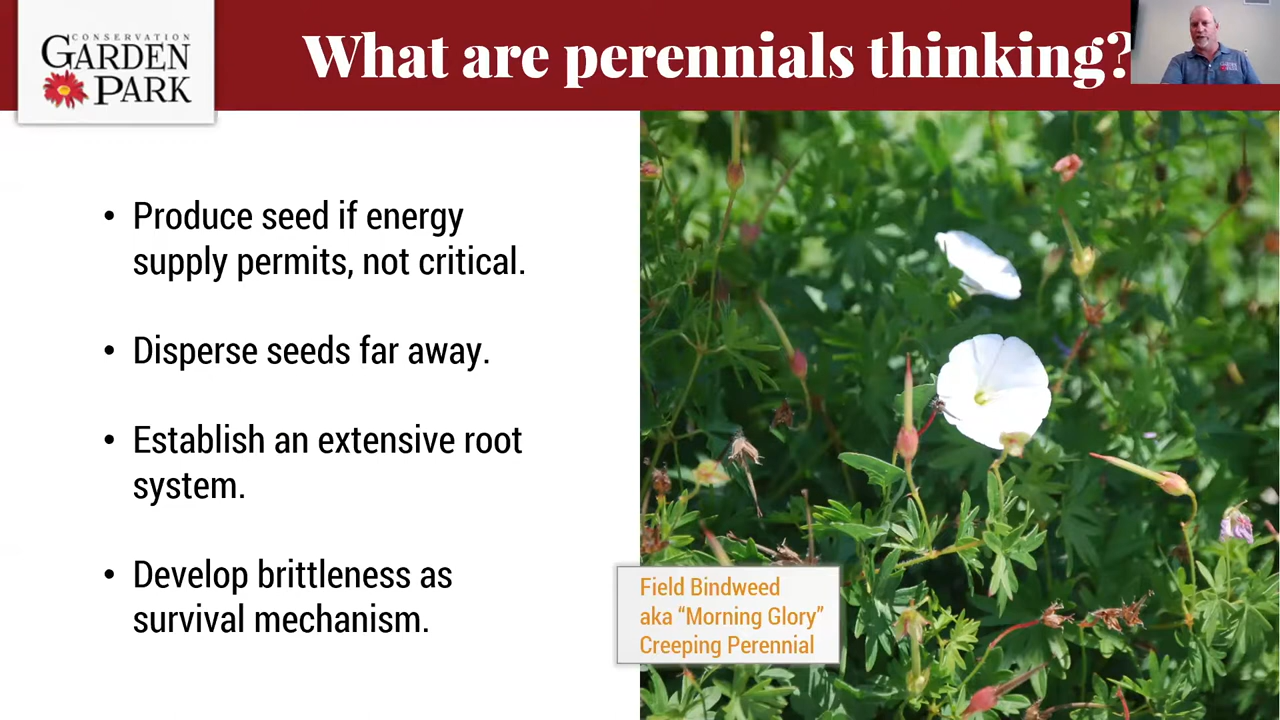 CONSERVATION
GARDEN
PARK
What are perennials thinking?
• Produce seed if energy
supply permits, not critical.
• Disperse seeds far away.
• Establish an extensive root
system.
• Develop brittleness as
survival mechanism.
Field Bindweed
aka “Morning Glory”
Creeping Perennial